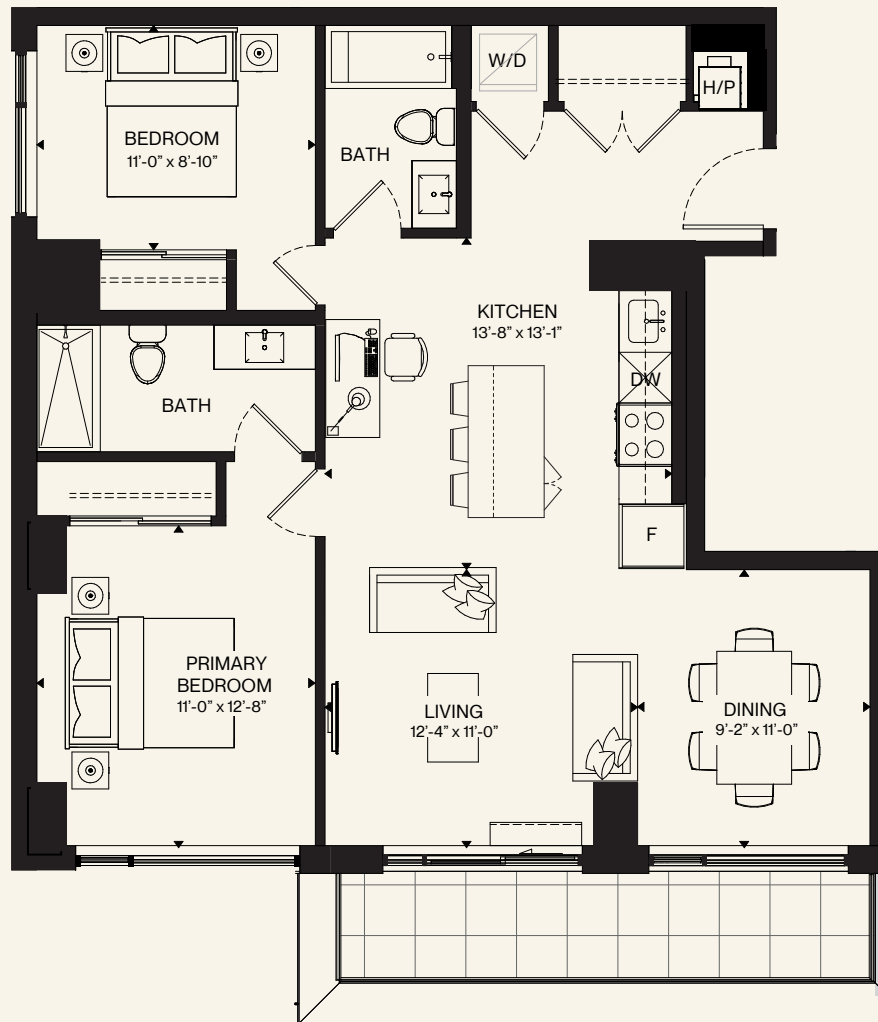 W/D
H/P
BEDROOM
11'-0" x 8'-10"
BATH
KITCHEN
13'-8" x 13'-1"
DW
BATH
F
PRIMARY
BEDROOM
11'-0" x 12'-8"
LIVING
12'-4" x 11'-0"
DINING
9'-2" x 11'-0"